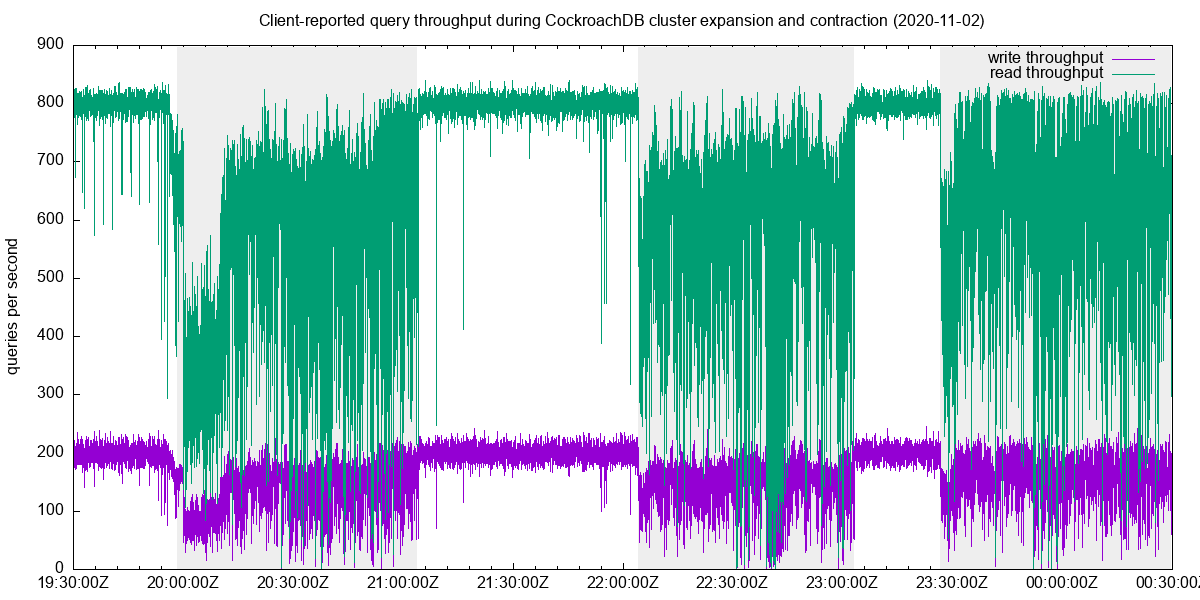 Client-reported query throughput during CockroachDB cluster expansion and contraction (2020-11-02)
900
800
700
600
500
400
300
200
100
0
queries per second
write throughput
read throughput
19:30:00Z 20:00:00Z 20:30:00Z 21:00:00Z 21:30:00Z 22:00:00Z 22:30:00Z 23:00:00Z 23:30:00Z 00:00:00Z 00:30:00Z